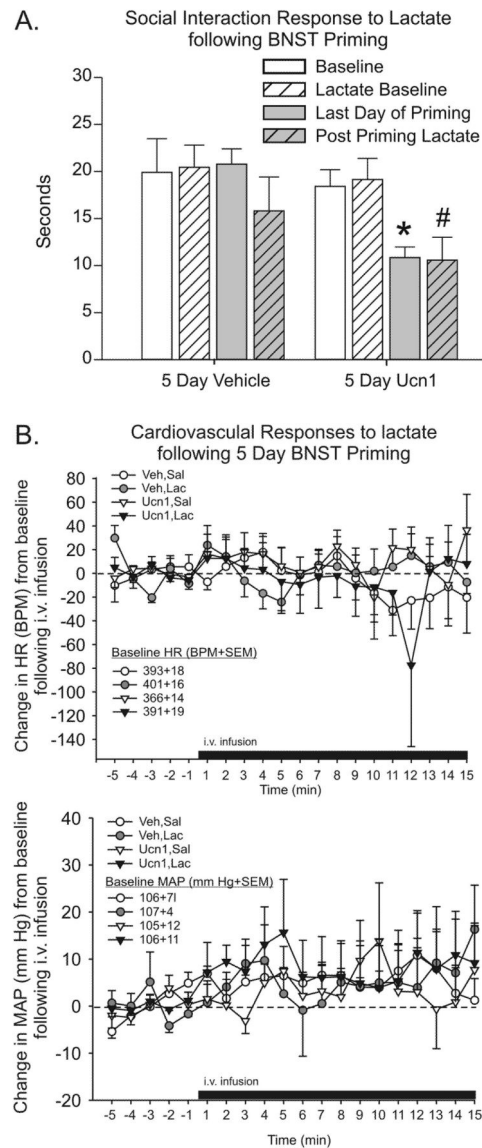 A.
Social Interaction Response to Lactate
following BNST Priming
Baseline
Lactate Baseline
Last Day of Priming
Post Priming Lactate
30
20
15
10
0
Seconds
*
#
5 Day Vehicle
5 Day Ucn1
B.
Cardiovascular Responses to lactate
following 5 Day BNST Priming
Veh,Sal
Veh,Lac
Ucn1,Sal
Ucn1,Lac
80
60
40
20
0
-20
-40
-60
-80
-100
-120
-140
Change in HR (BPM) from baseline
following i.v. infusion
Baseline HR (BPM+SEM)
393+18
401+16
366+14
391+19
i.v. infusion
-5 -4 -3 -2 -1 1 2 3 4 5 6 7 8 9 10 11 12 13 14 15
Time (min)
Veh,Sal
Veh,Lac
Ucn1,Sal
Ucn1,Lac
Baseline MAP (mm Hg+SEM)
106+7l
107+4
105+12
106+11
40
30
20
10
0
-10
-20
Change in MAP (mm Hg) from baseline
following i.v. infusion
i.v. infusion
-5 -4 -3 -2 -1 1 2 3 4 5 6 7 8 9 10 11 12 13 14 15
Time (min)